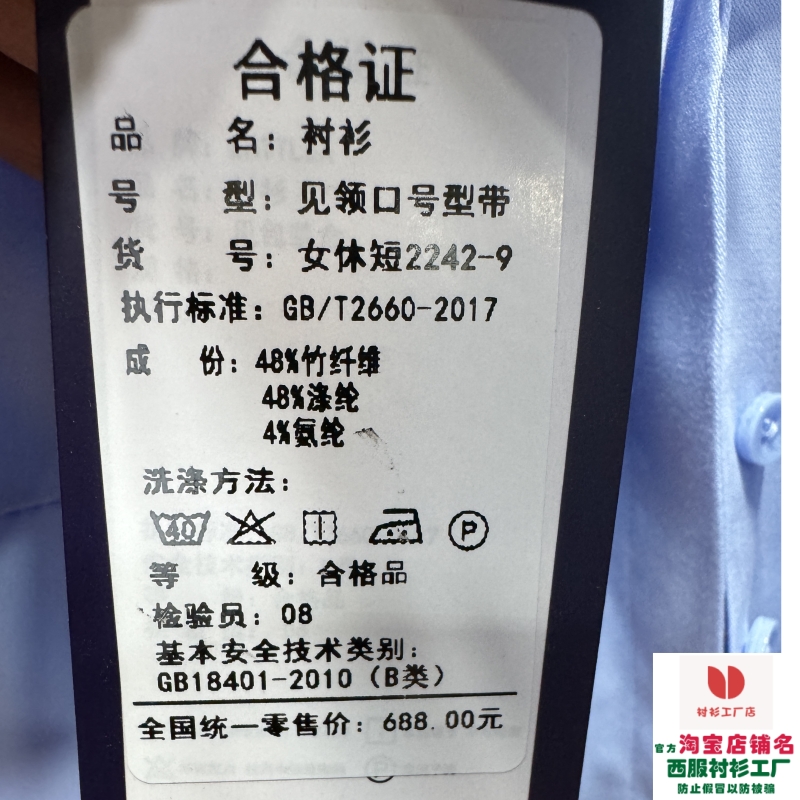 合格证
品 名：衬衫
号 型：见领口号型带
货 号：女休短2242-9
执行标准：GB/T2660-2017
成 份：48%竹纤维
48%涤纶
4%氨纶
洗涤方法：
40 P
等 级：合格品
检验员：08
基本安全技术类别：
GB18401-2010（B类）
全国统一零售价：688.00元
衬衫工厂店
官方淘宝店铺名
西服衬衫工厂
防止假冒以防被骗